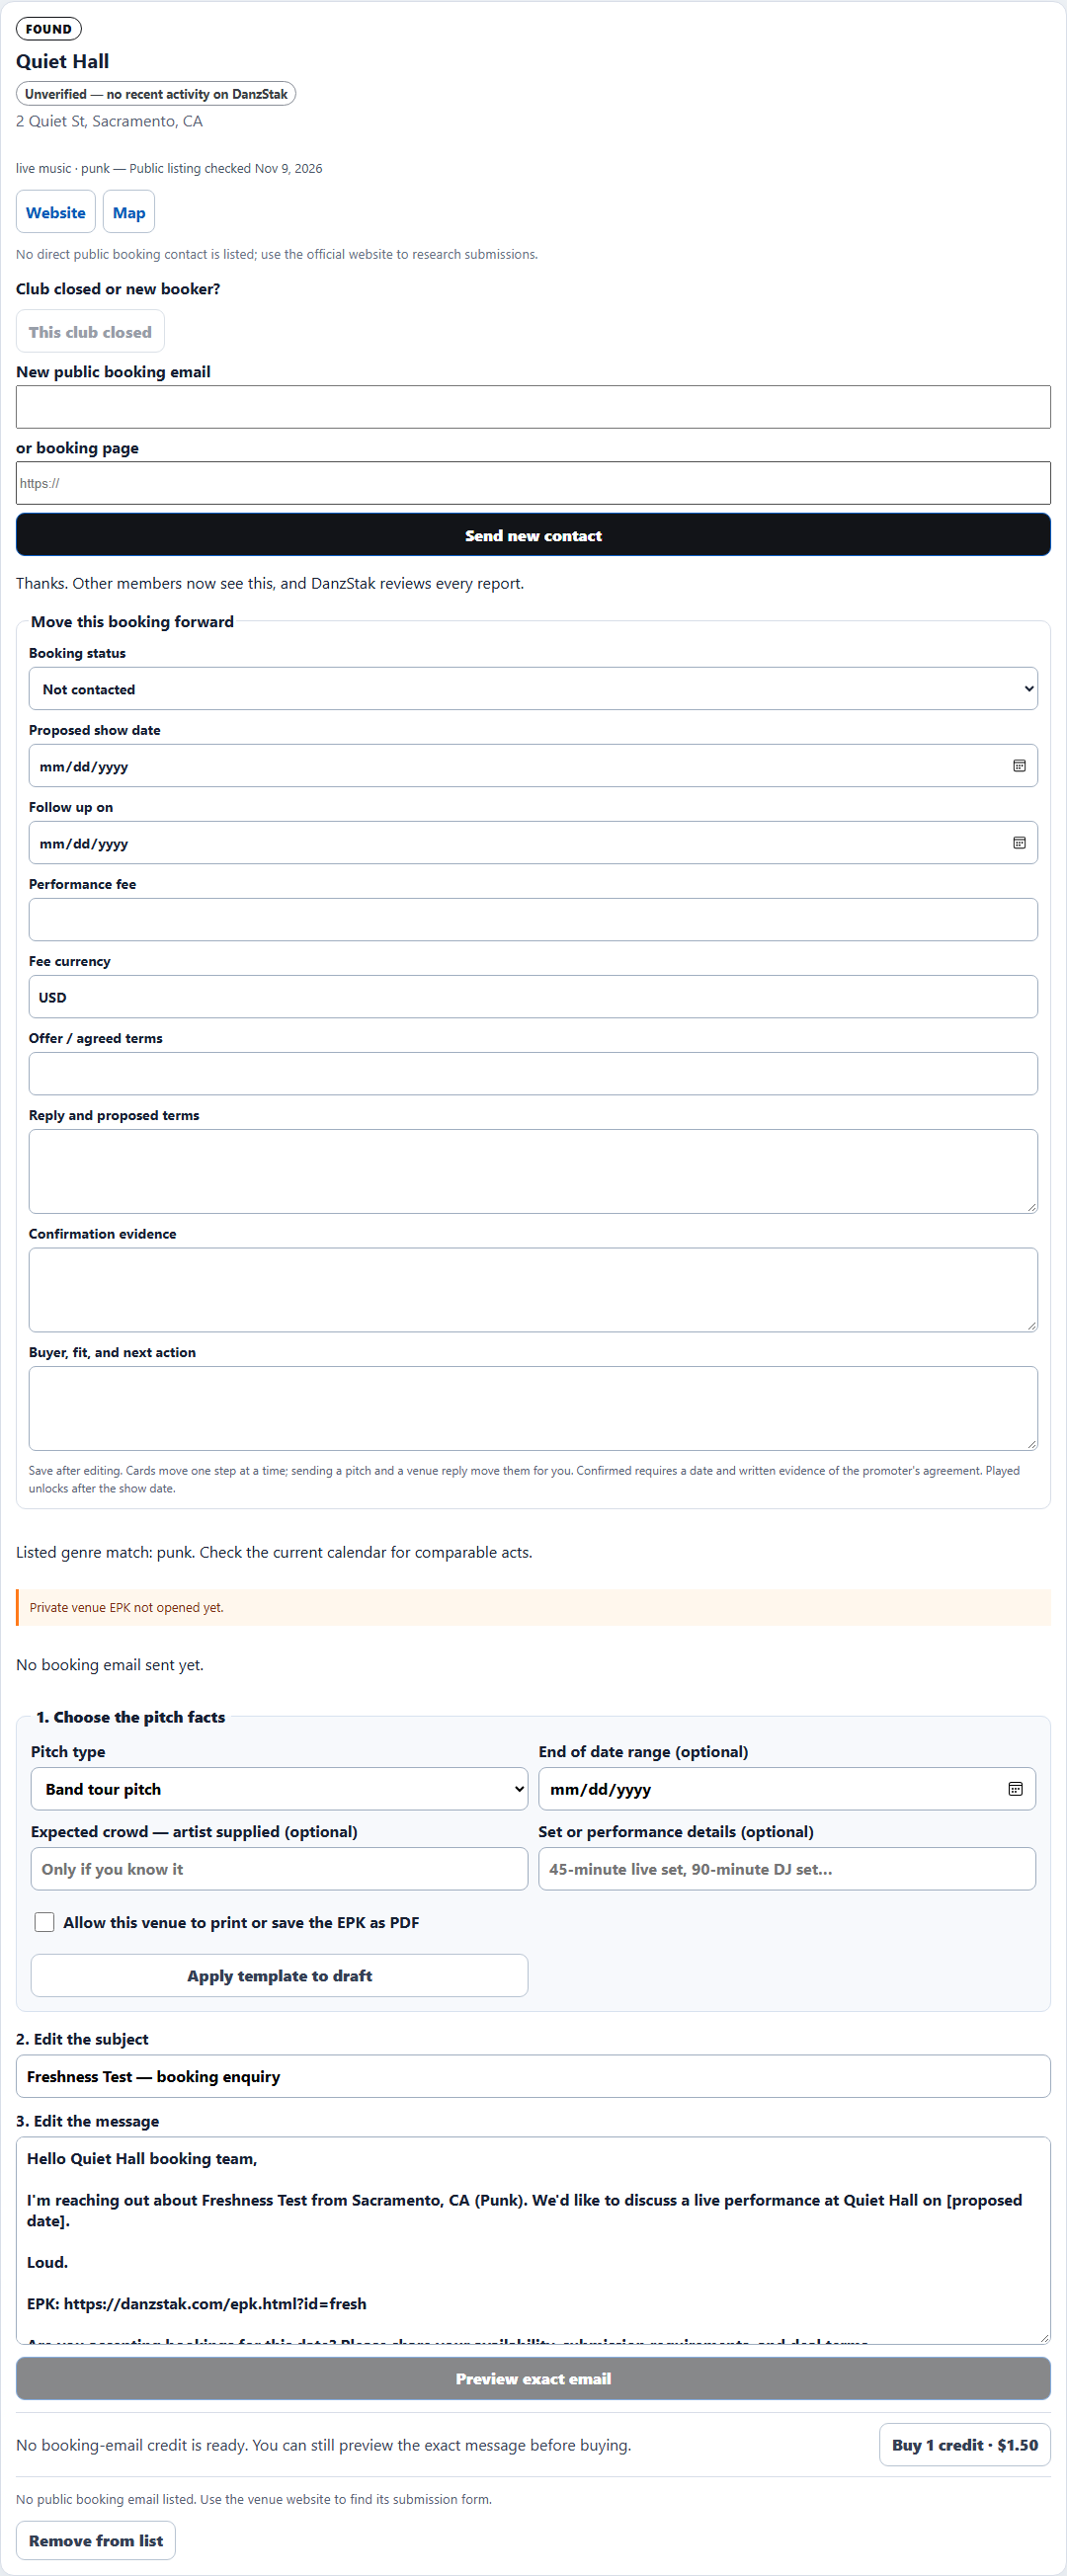 FOUND
Quiet Hall
Unverified — no recent activity on DanzStak
2 Quiet St, Sacramento, CA
live music · punk — Public listing checked Nov 9, 2026
Website Map
No direct public booking contact is listed; use the official website to research submissions.
Club closed or new booker?
This club closed
New public booking email
or booking page
https://
Send new contact
Thanks. Other members now see this, and DanzStak reviews every report.
Move this booking forward
Booking status
Not contacted
Proposed show date
mm/dd/yyyy
Follow up on
mm/dd/yyyy
Performance fee
Fee currency
USD
Offer / agreed terms
Reply and proposed terms
Confirmation evidence
Buyer, fit, and next action
Save after editing. Cards move one step at a time; sending a pitch and a venue reply move them for you. Confirmed requires a date and written evidence of the promoter's agreement. Played
unlocks after the show date.
Listed genre match: punk. Check the current calendar for comparable acts.
Private venue EPK not opened yet.
No booking email sent yet.
1. Choose the pitch facts
Pitch type End of date range (optional)
Band tour pitch mm/dd/yyyy
Expected crowd — artist supplied (optional) Set or performance details (optional)
Only if you know it 45-minute live set, 90-minute DJ set...
Allow this venue to print or save the EPK as PDF
Apply template to draft
2. Edit the subject
Freshness Test — booking enquiry
3. Edit the message
Hello Quiet Hall booking team,
I'm reaching out about Freshness Test from Sacramento, CA (Punk). We'd like to discuss a live performance at Quiet Hall on [proposed
date].
Loud.
EPK: https://danzstak.com/epk.html?id=fresh
Are you accepting bookings for this date? Please share your availability, submission requirements, and deal terms.
Preview exact email
No booking-email credit is ready. You can still preview the exact message before buying. Buy 1 credit · $1.50
No public booking email listed. Use the venue website to find its submission form.
Remove from list